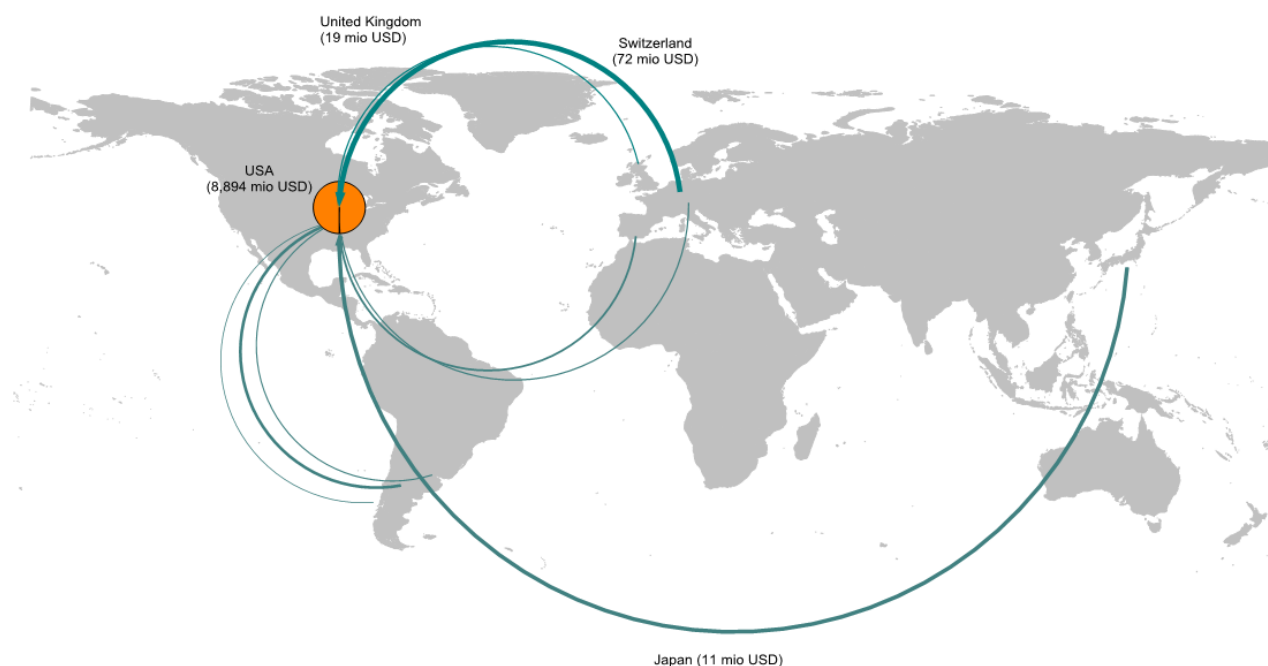 United Kingdom
(19 mio USD)
Switzerland
(72 mio USD)
USA
(8,894 mio USD)
Japan (11 mio USD)